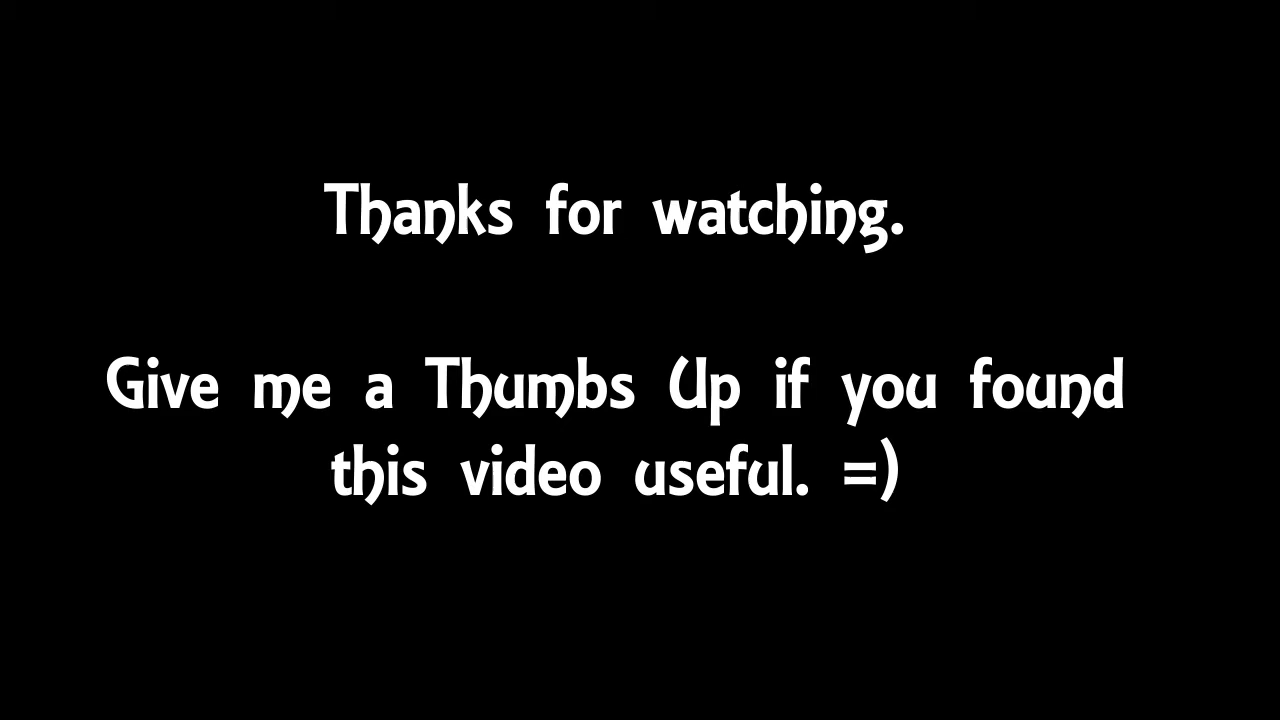 Thanks for watching.
Give me a Thumbs Up if you found
this video useful. =)